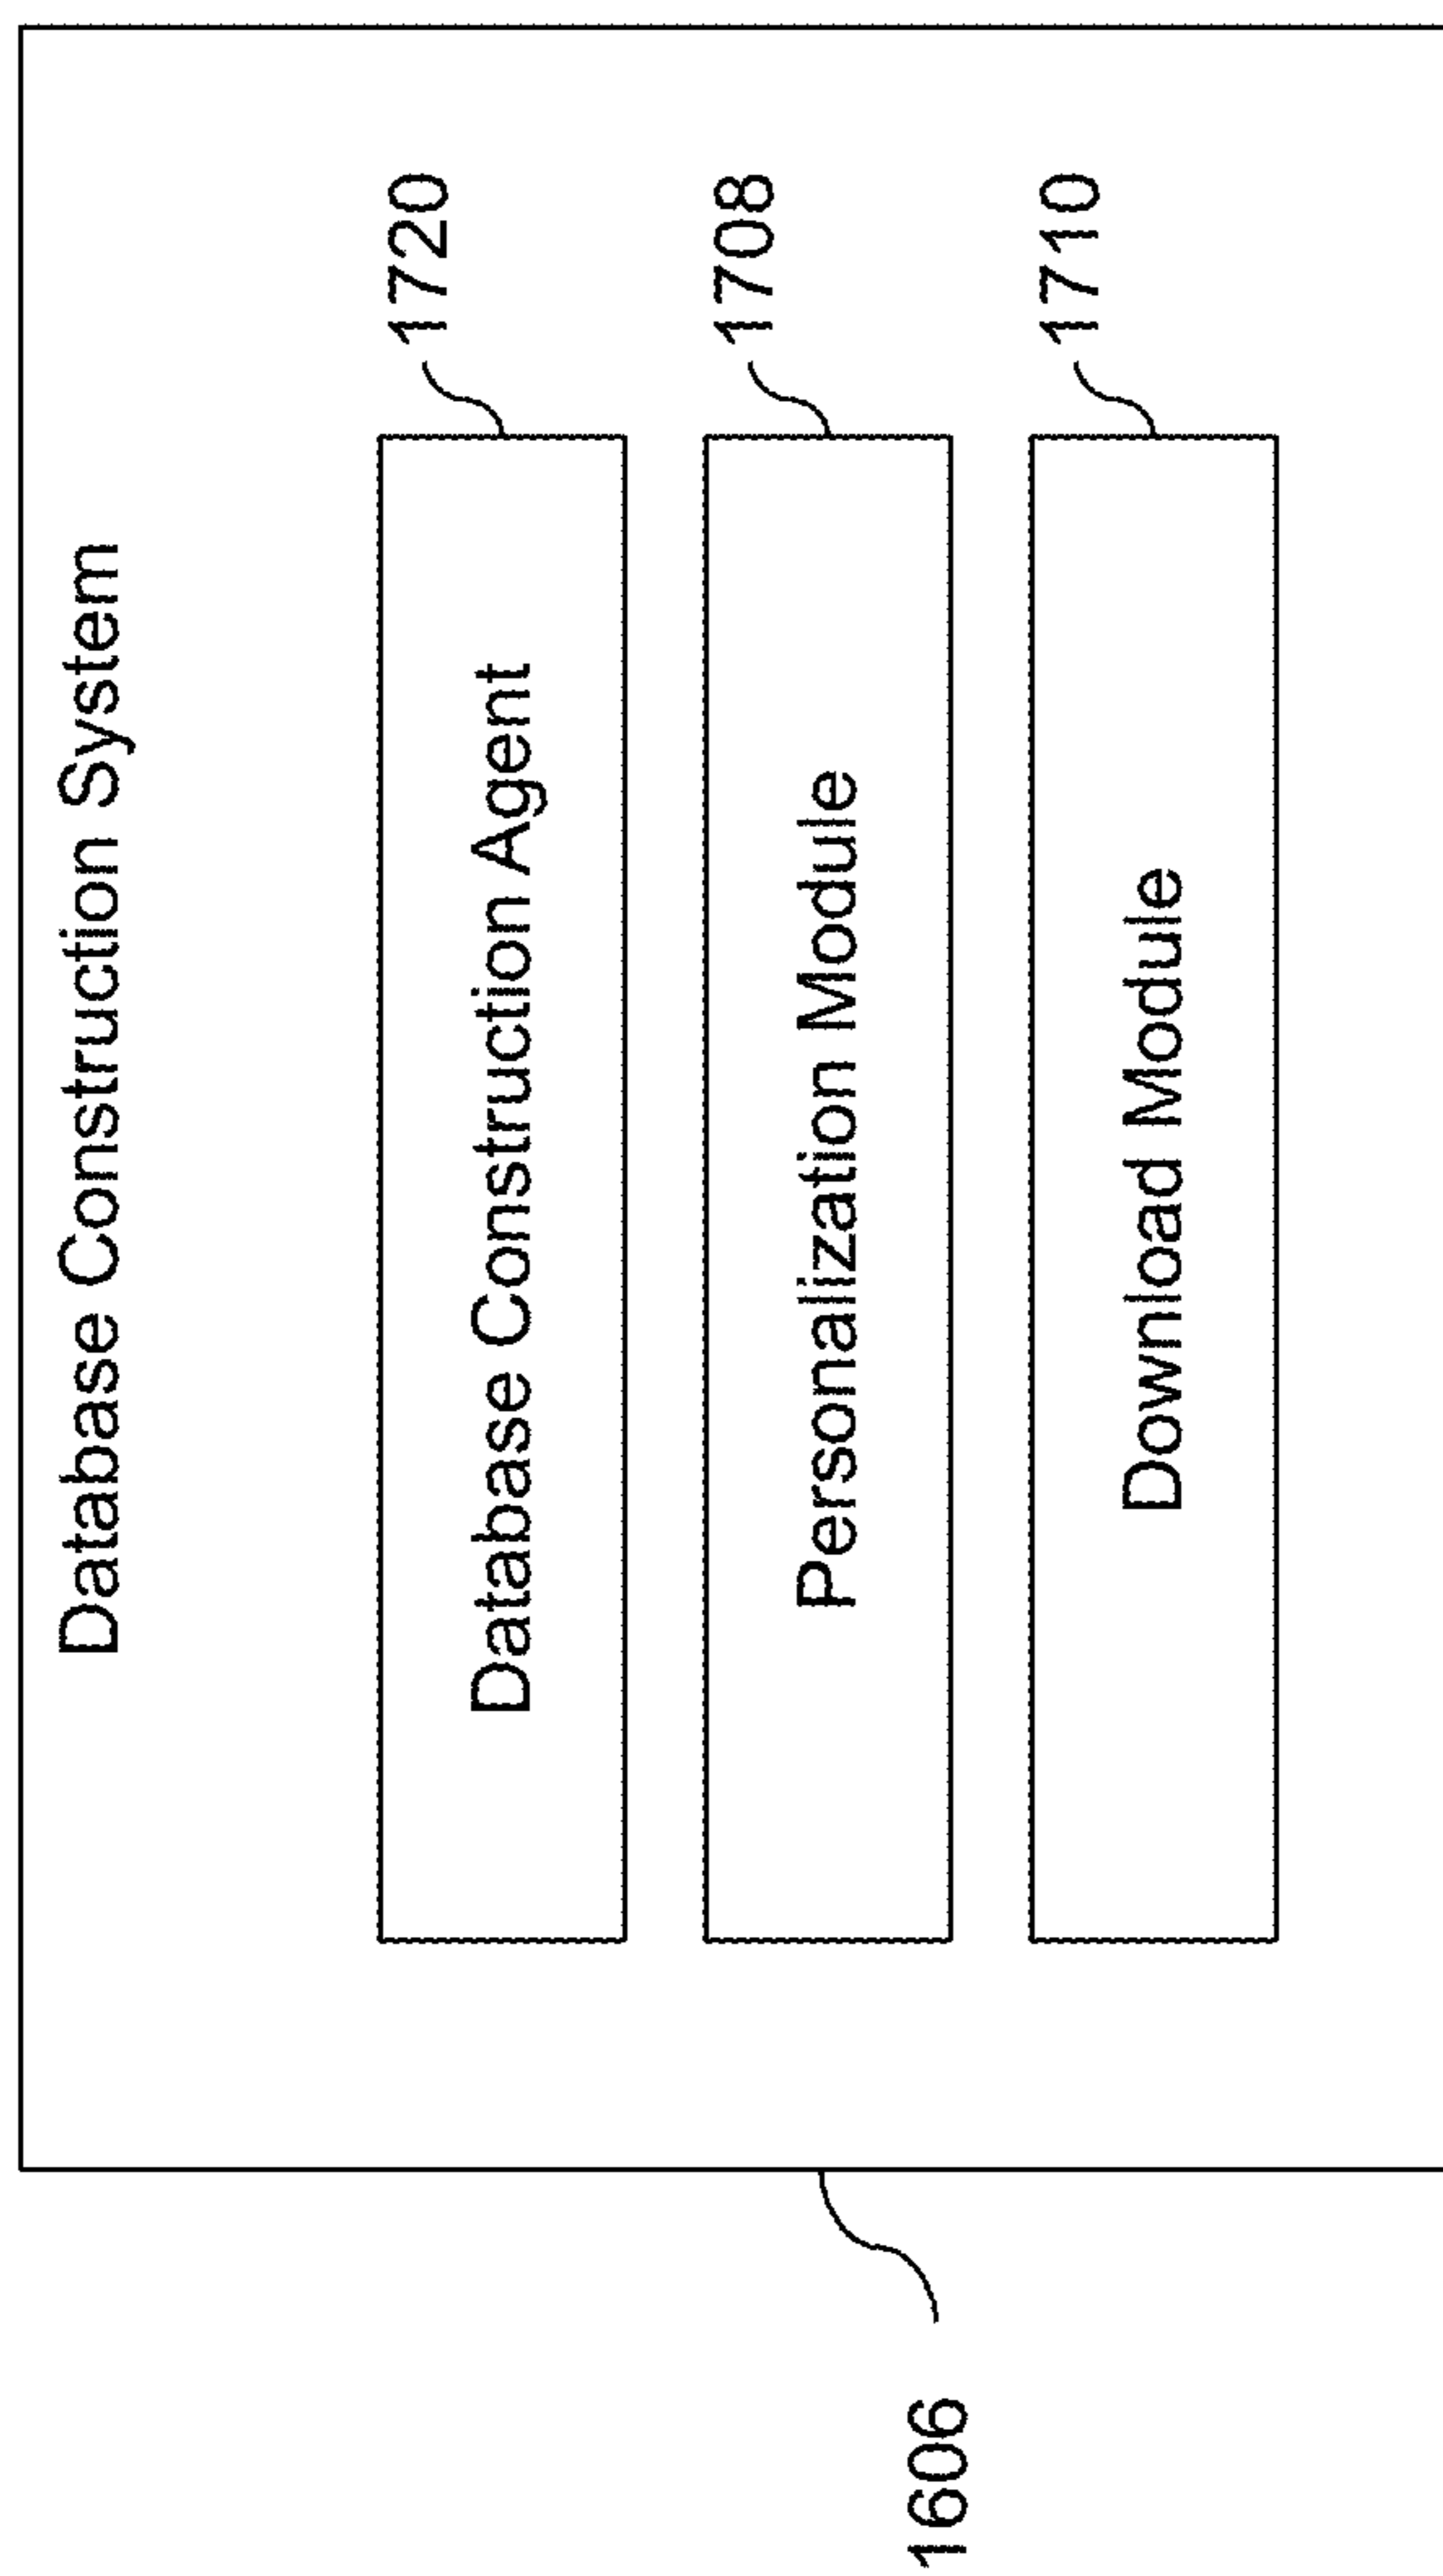 Database Construction System
Database Construction Agent
1720
Personalization Module
1708
Download Module
1710
1606